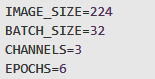 IMAGE_SIZE=224
BATCH_SIZE=32
CHANNELS=3
EPOCHS=6